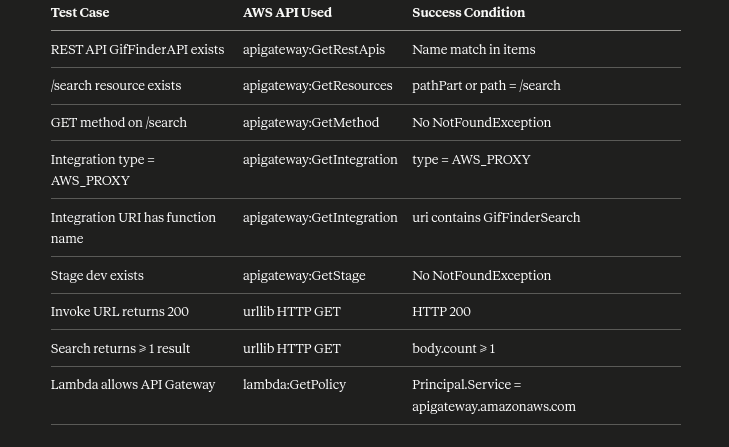 Test Case AWS API Used Success Condition
REST API GifFinderAPI exists apigateway:GetRestApis Name match in items
/search resource exists apigateway:GetResources pathPart or path = /search
GET method on /search apigateway:GetMethod No NotFoundException
Integration type = apigateway:GetIntegration type = AWS_PROXY
AWS_PROXY
Integration URI has function apigateway:GetIntegration uri contains GifFinderSearch
name
Stage dev exists apigateway:GetStage No NotFoundException
Invoke URL returns 200 urllib HTTP GET HTTP 200
Search returns ⩾ 1 result urllib HTTP GET body.count ⩾ 1
Lambda allows API Gateway lambda:GetPolicy Principal.Service =
apigateway.amazonaws.com